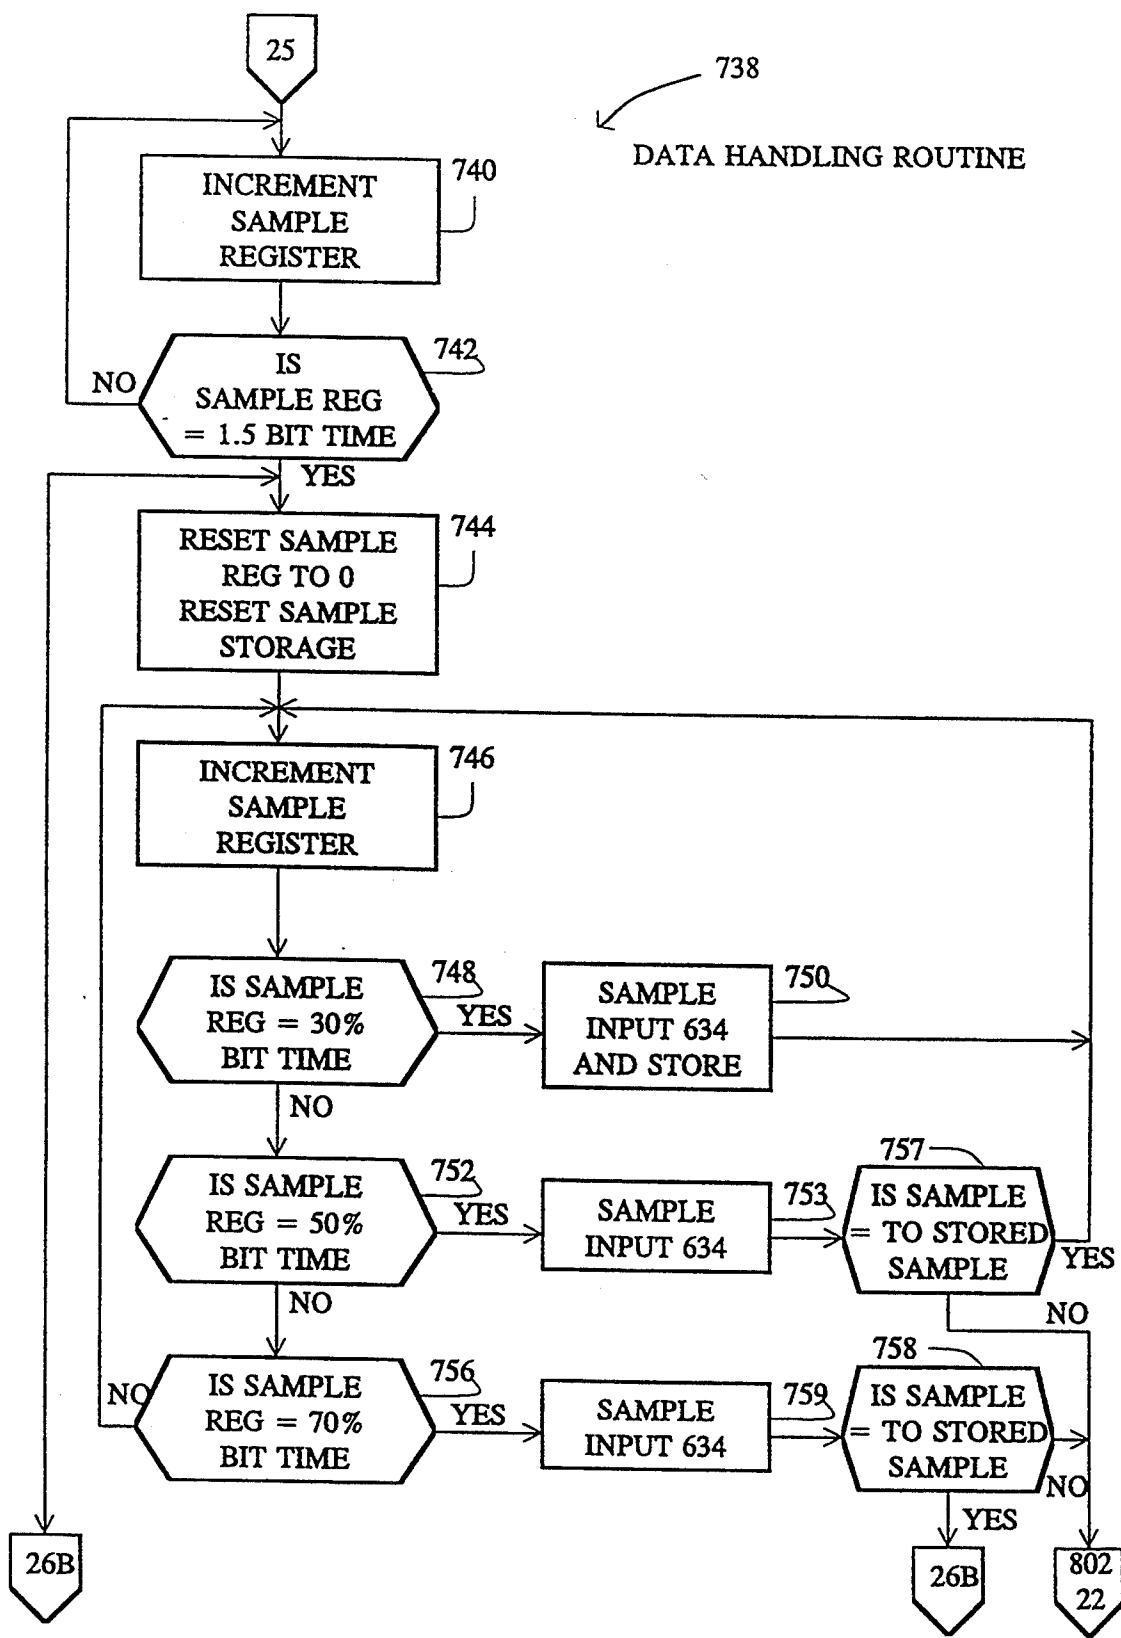 25
738
DATA HANDLING ROUTINE
740
INCREMENT
SAMPLE
REGISTER
742
IS
SAMPLE REG
= 1.5 BIT TIME
NO
YES
744
RESET SAMPLE
REG TO 0
RESET SAMPLE
STORAGE
746
INCREMENT
SAMPLE
REGISTER
748
IS SAMPLE
REG = 30%
BIT TIME
YES
NO
750
SAMPLE
INPUT 634
AND STORE
752
IS SAMPLE
REG = 50%
BIT TIME
YES
NO
753
SAMPLE
INPUT 634
757
IS SAMPLE
= TO STORED
SAMPLE
YES
NO
756
IS SAMPLE
REG = 70%
BIT TIME
NO
YES
759
SAMPLE
INPUT 634
758
IS SAMPLE
= TO STORED
SAMPLE
NO
YES
26B
26B
802
22